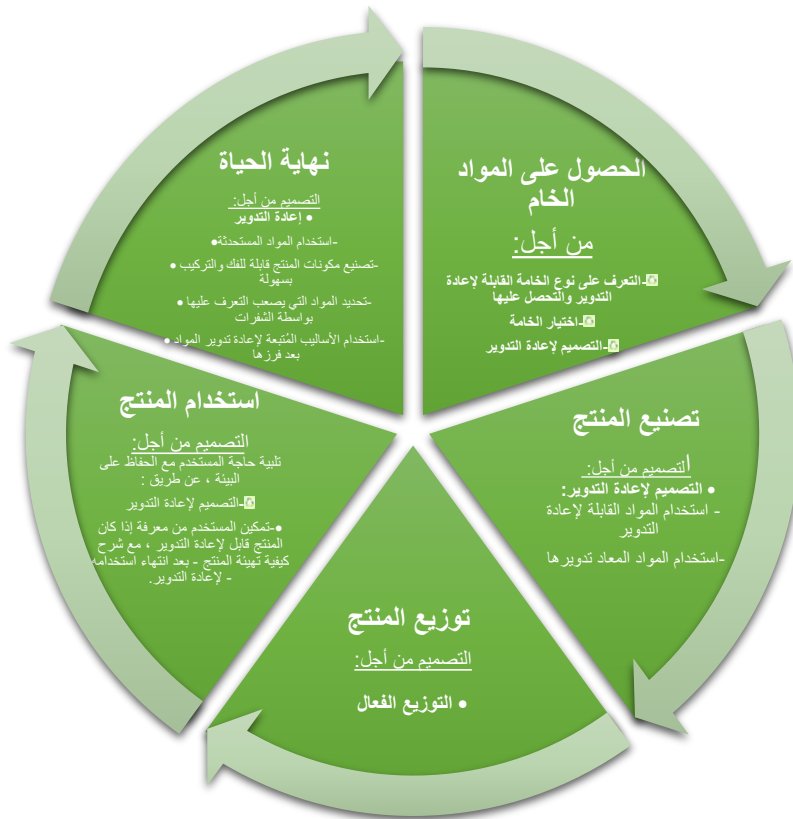 الحصول على المواد
الخام
من أجل:
-التعرف على نوع الخامة القابلة لإعادة
التدوير والتحصل عليها
-اختيار الخامة
-التصميم لإعادة التدوير
تصنيع المنتج
التصميم من أجل:
• التصميم لإعادة التدوير:
- استخدام المواد القابلة لإعادة
التدوير
-استخدام المواد المعاد تدويرها
توزيع المنتج
التصميم من أجل:
• التوزيع الفعال
استخدام المنتج
التصميم من أجل:
تلبية حاجة المستخدم مع الحفاظ على
البيئة ، عن طريق :
-التصميم لإعادة التدوير
•-تمكين المستخدم من معرفة إذا كان
المنتج قابل لإعادة التدوير ، مع شرح
كيفية تهيئة المنتج - بعد انتهاء استخدامه
- لإعادة التدوير.
نهاية الحياة
التصميم من أجل:
• إعادة التدوير
-استخدام المواد المستحدثة•
-تصنيع مكونات المنتج قابلة للفك والتركيب •
بسهولة
-تحديد المواد التي يصعب التعرف عليها •
بواسطة الشفرات
-استخدام الأساليب المُتبعة لإعادة تدوير المواد •
بعد فرزها